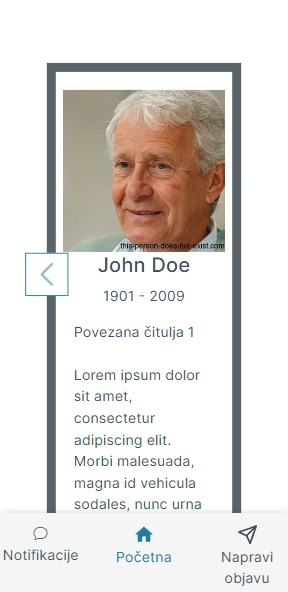 this-person-does-not-exist.com
John Doe
1901 - 2009
Povezana čitulja 1
Lorem ipsum dolor
sit amet,
consectetur
adipiscing elit.
Morbi malesuada,
magna id vehicula
sodales, nunc urna
Notifikacije
Početna
Napravi
objavu